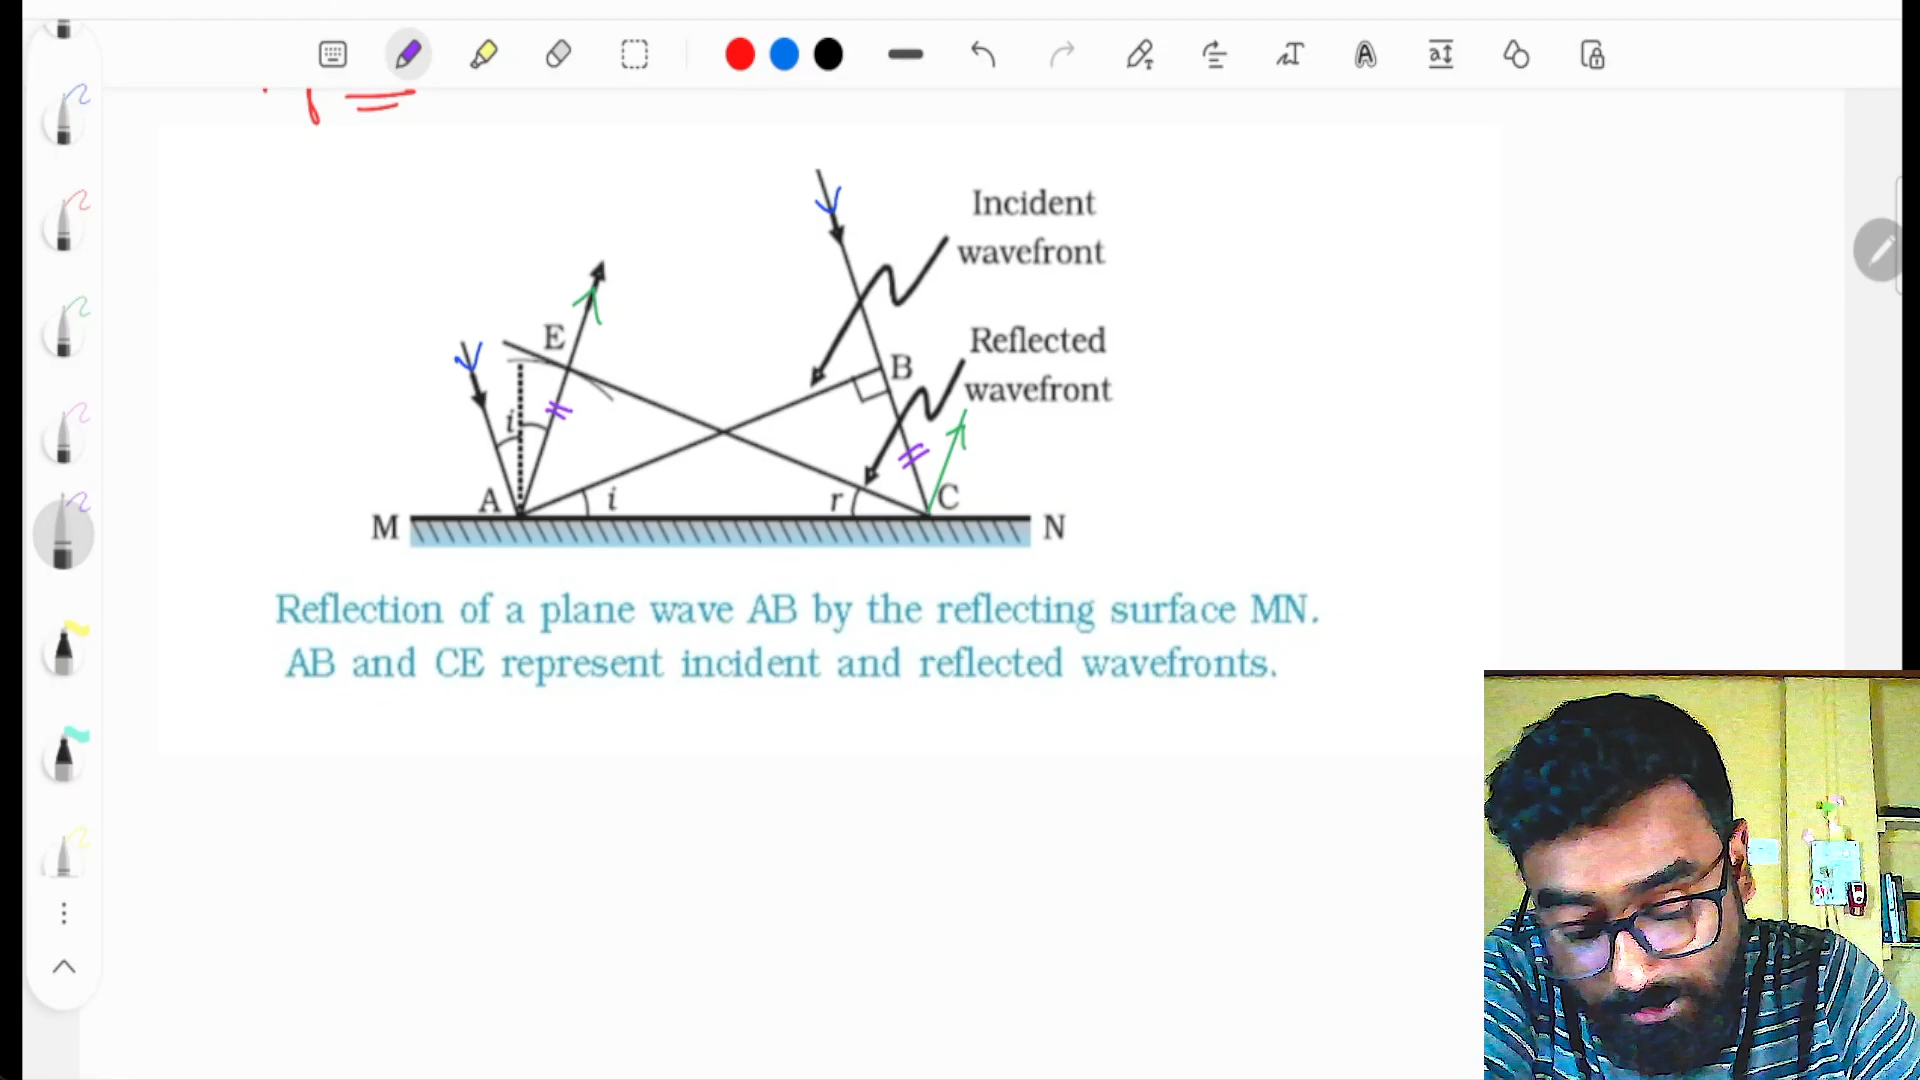 Incident
wavefront
E
B
Reflected
wavefront
i
A
i
r
C
M
N
Reflection of a plane wave AB by the reflecting surface MN.
AB and CE represent incident and reflected wavefronts.